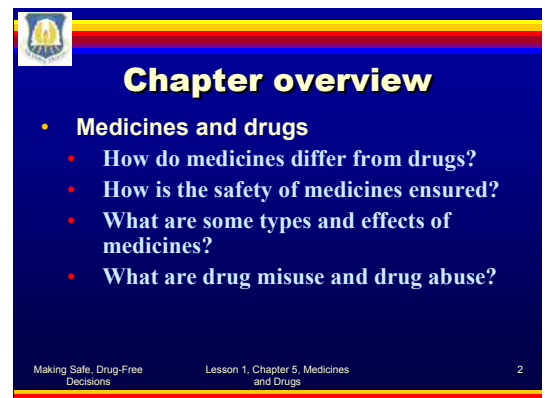 Chapter overview
• Medicines and drugs
• How do medicines differ from drugs?
• How is the safety of medicines ensured?
• What are some types and effects of
medicines?
• What are drug misuse and drug abuse?
Making Safe, Drug-Free
Decisions
Lesson 1, Chapter 5, Medicines
and Drugs
2